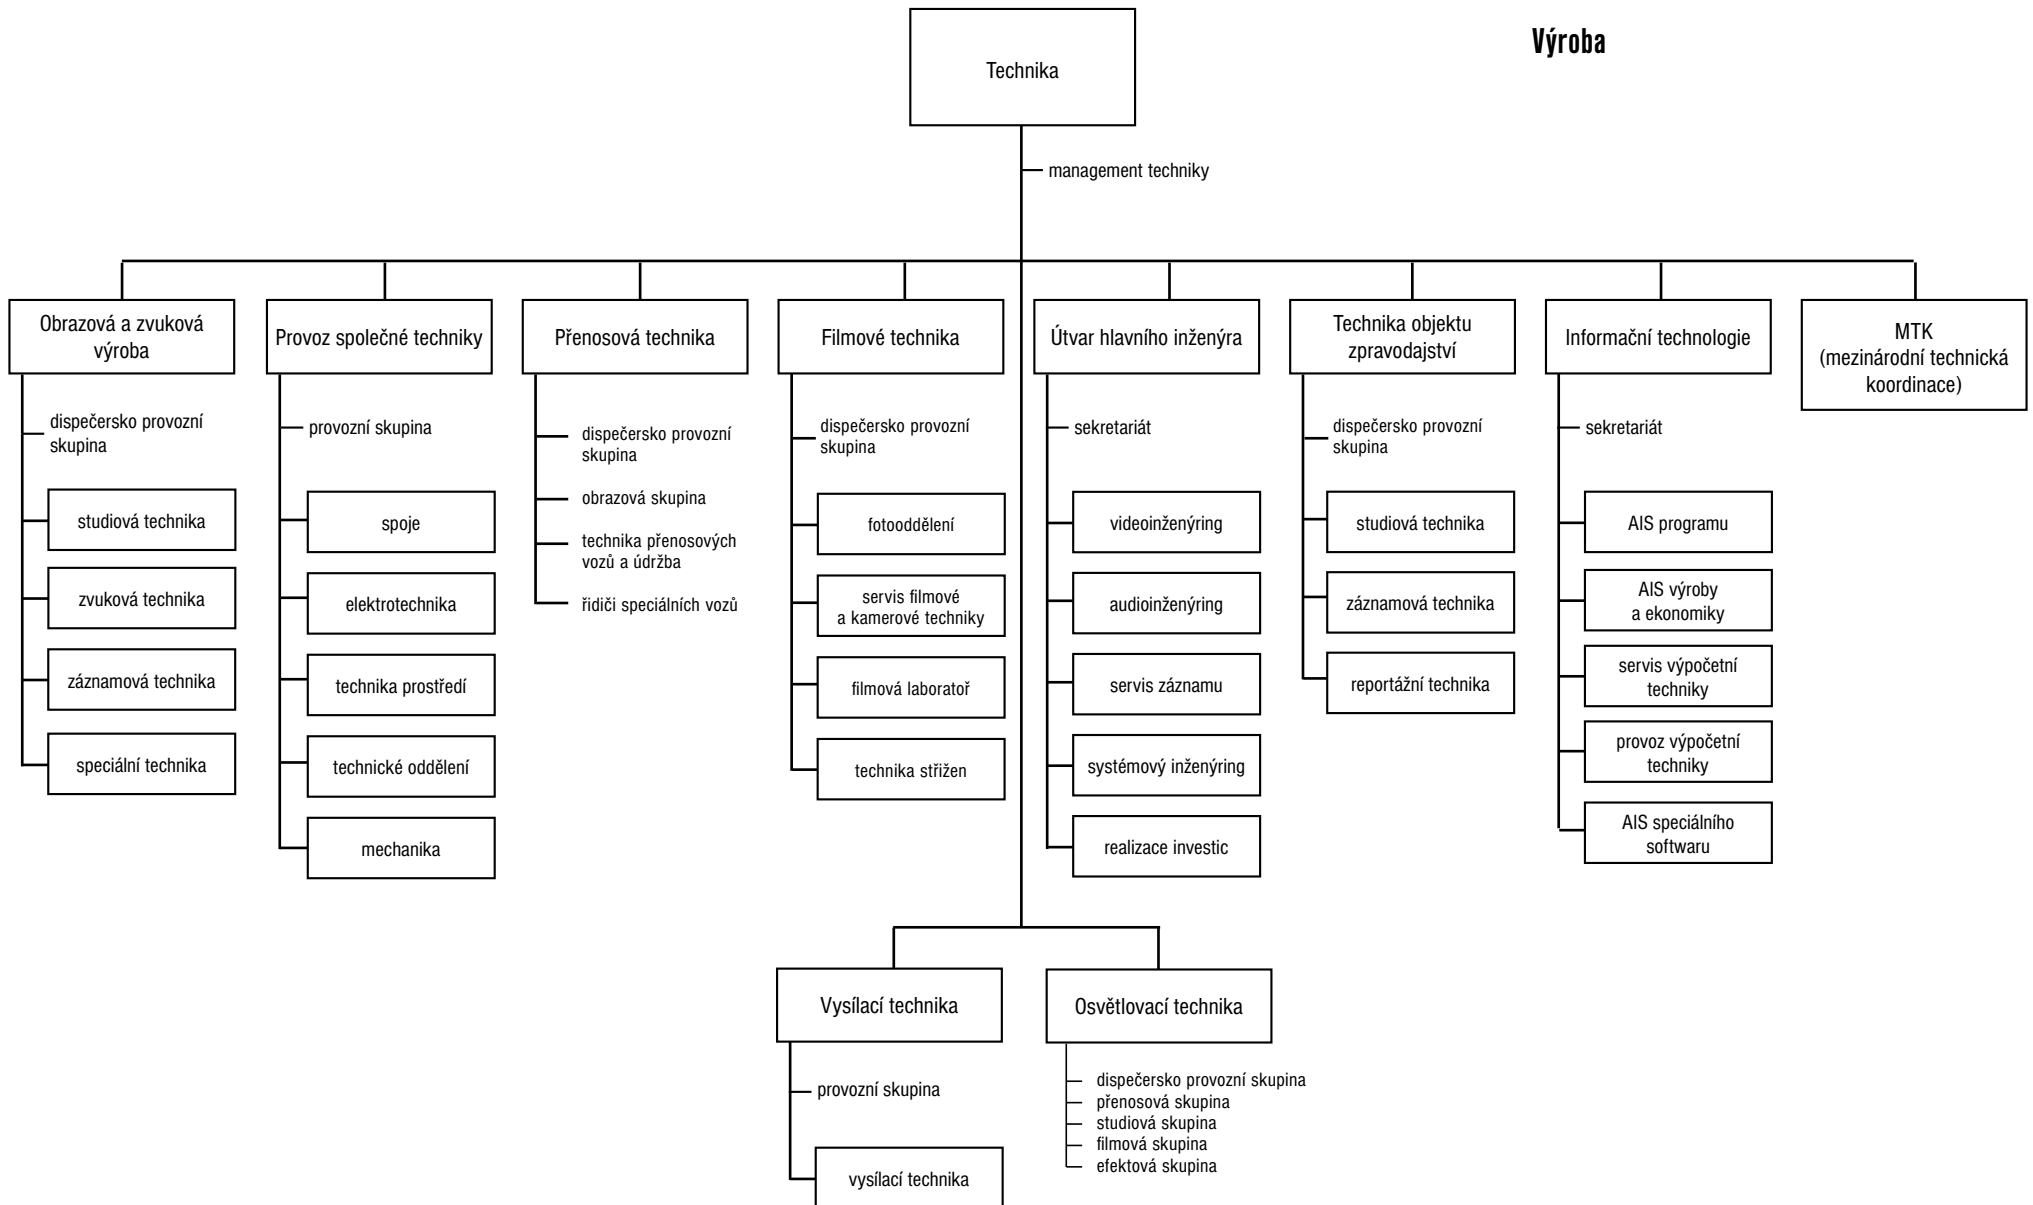 Výroba
Technika
management techniky
Obrazová a zvuková
výroba
dispečersko provozní
skupina
studiová technika
zvuková technika
záznamová technika
speciální technika
Provoz společné techniky
provozní skupina
spoje
elektrotechnika
technika prostředí
technické oddělení
mechanika
Přenosová technika
dispečersko provozní
skupina
obrazová skupina
technika přenosových
vozů a údržba
řidiči speciálních vozů
Filmové technika
dispečersko provozní
skupina
fotooddělení
servis filmové
a kamerové techniky
filmová laboratoř
technika střižen
Útvar hlavního inženýra
sekretariát
videoinženýring
audioinženýring
servis záznamu
systémový inženýring
realizace investic
Technika objektu
zpravodajství
dispečersko provozní
skupina
studiová technika
záznamová technika
reportážní technika
Informační technologie
sekretariát
AIS programu
AIS výroby
a ekonomiky
servis výpočetní
techniky
provoz výpočetní
techniky
AIS speciálního
softwaru
MTK
(mezinárodní technická
koordinace)
Vysílací technika
provozní skupina
vysílací technika
Osvětlovací technika
dispečersko provozní skupina
přenosová skupina
studiová skupina
filmová skupina
efektová skupina